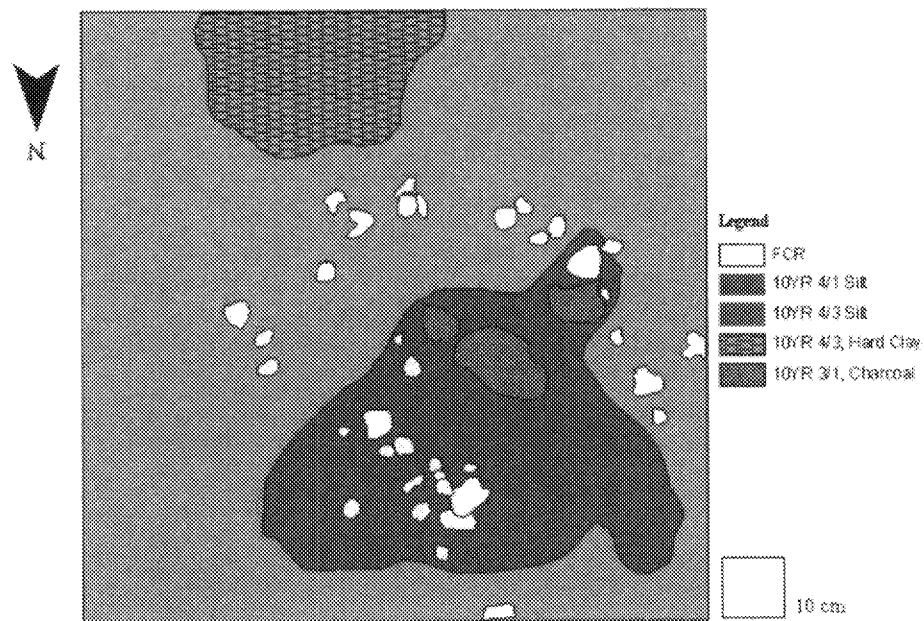 N
Legend
FCR
10YR 4/1 Silt
10YR 4/3 Silt
10YR 4/3, Hard Clay
10YR 3/1, Charcoal
10 cm